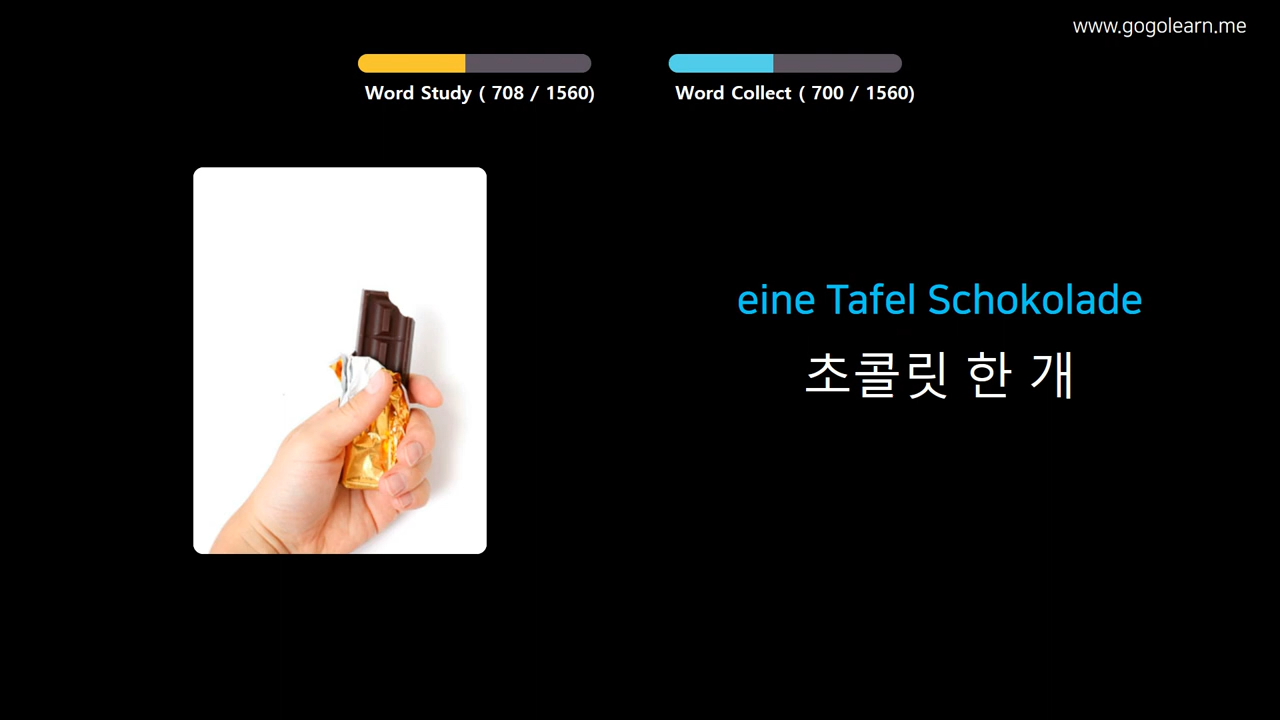 www.gogolearn.me
Word Study ( 708 / 1560)
Word Collect ( 700 / 1560)
eine Tafel Schokolade
초콜릿 한 개